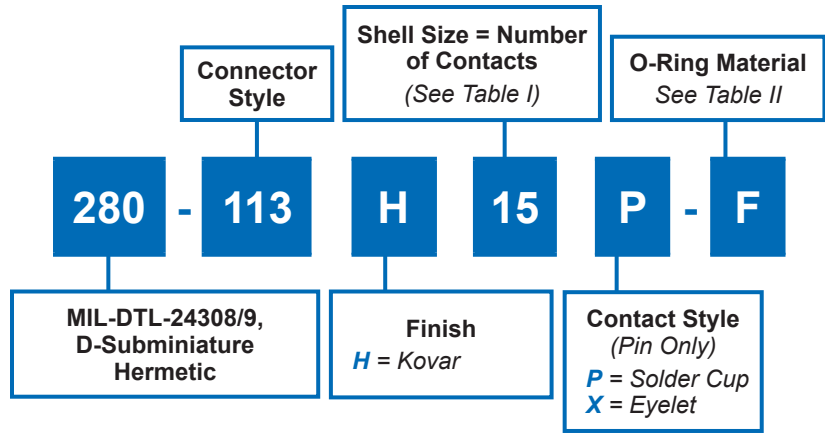 Connector
Style
Shell Size = Number
of Contacts
(See Table I)
O-Ring Material
See Table II
280 - 113 H 15 P - F
MIL-DTL-24308/9,
D-Subminiature
Hermetic
Finish
H = Kovar
Contact Style
(Pin Only)
P = Solder Cup
X = Eyelet